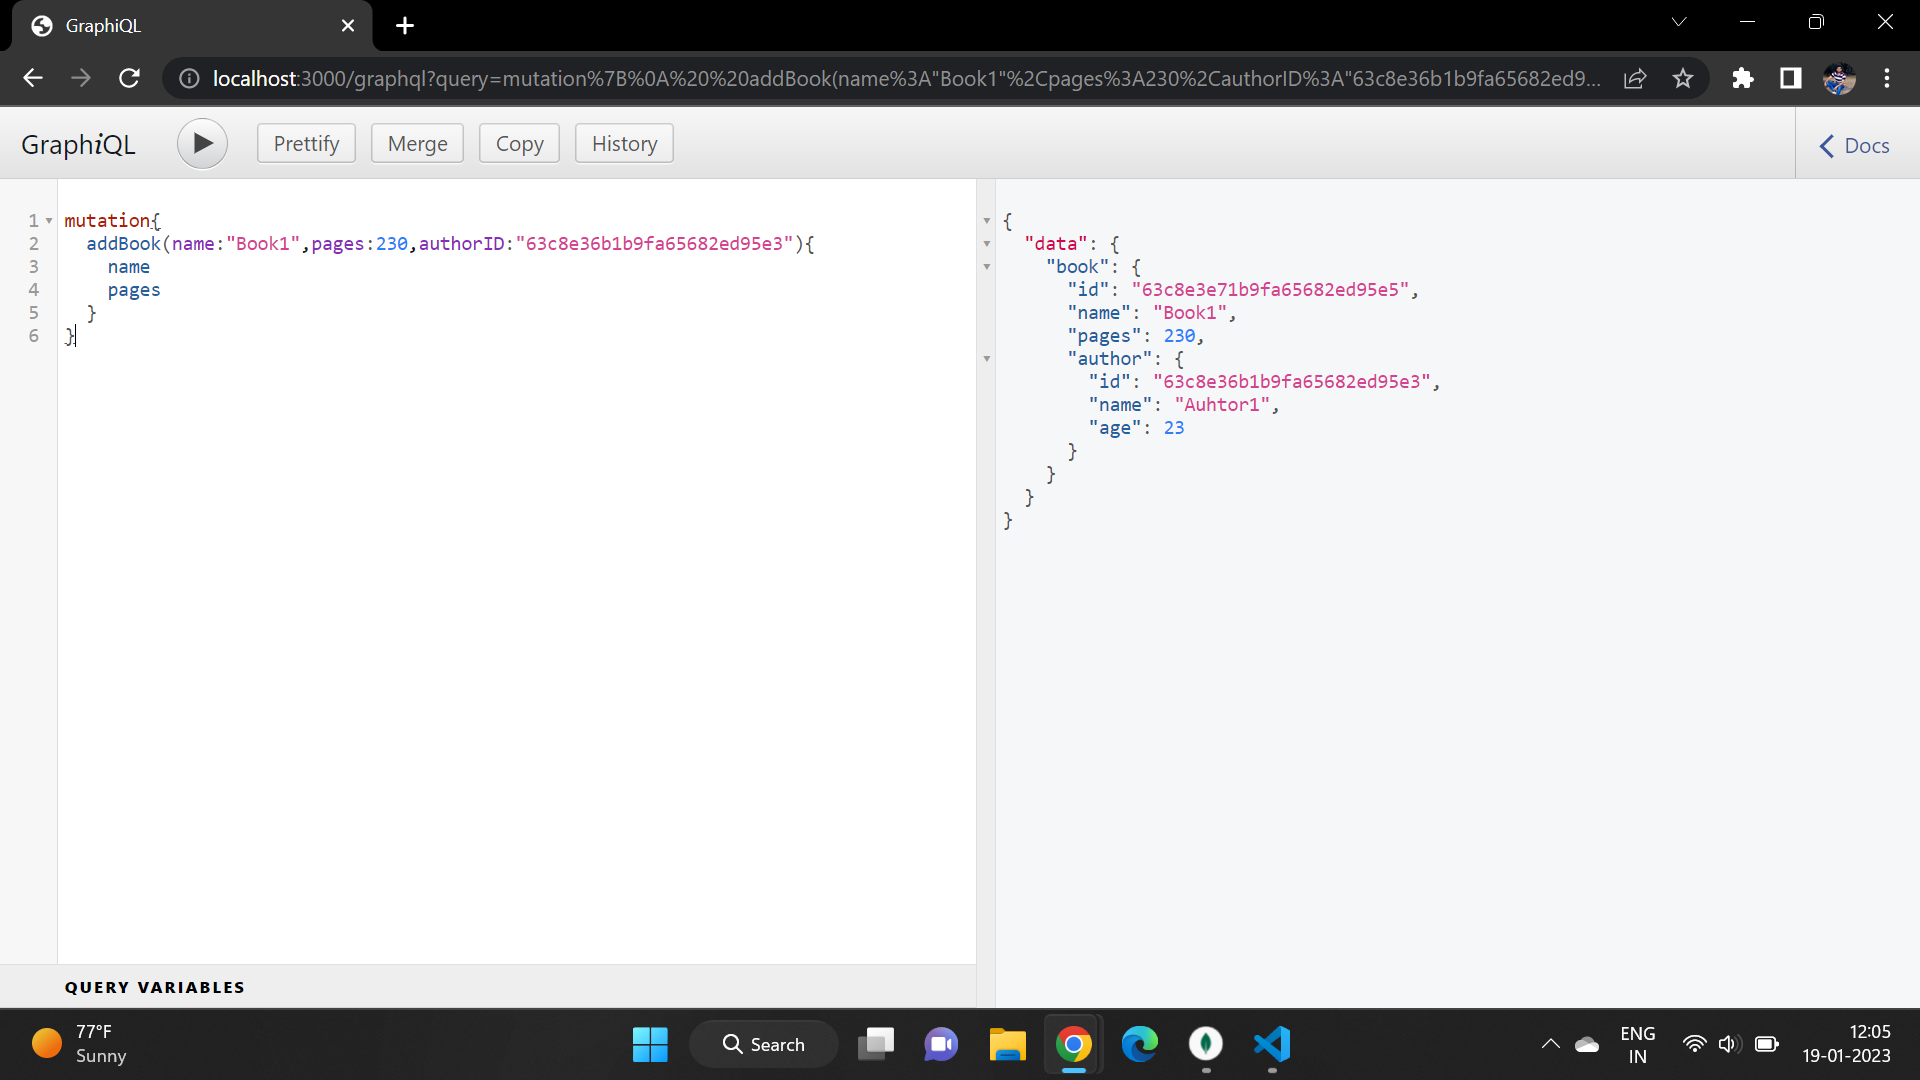 GraphiQL
localhost:3000/graphql?query=mutation%7B%0A%20%20addBook(name%3A"Book1"%2Cpages%3A230%2CauthorID%3A"63c8e36b1b9fa65682ed9...
GraphiQL
Prettify
Merge
Copy
History
Docs
1 mutation{
2 addBook(name:"Book1",pages:230,authorID:"63c8e36b1b9fa65682ed95e3"){
3 name
4 pages
5 }
6 }
{
"data": {
"book": {
"id": "63c8e3e71b9fa65682ed95e5",
"name": "Book1",
"pages": 230,
"author": {
"id": "63c8e36b1b9fa65682ed95e3",
"name": "Auhtor1",
"age": 23
}
}
}
}
QUERY VARIABLES
77°F
Sunny
Search
ENG
IN
12:05
19-01-2023